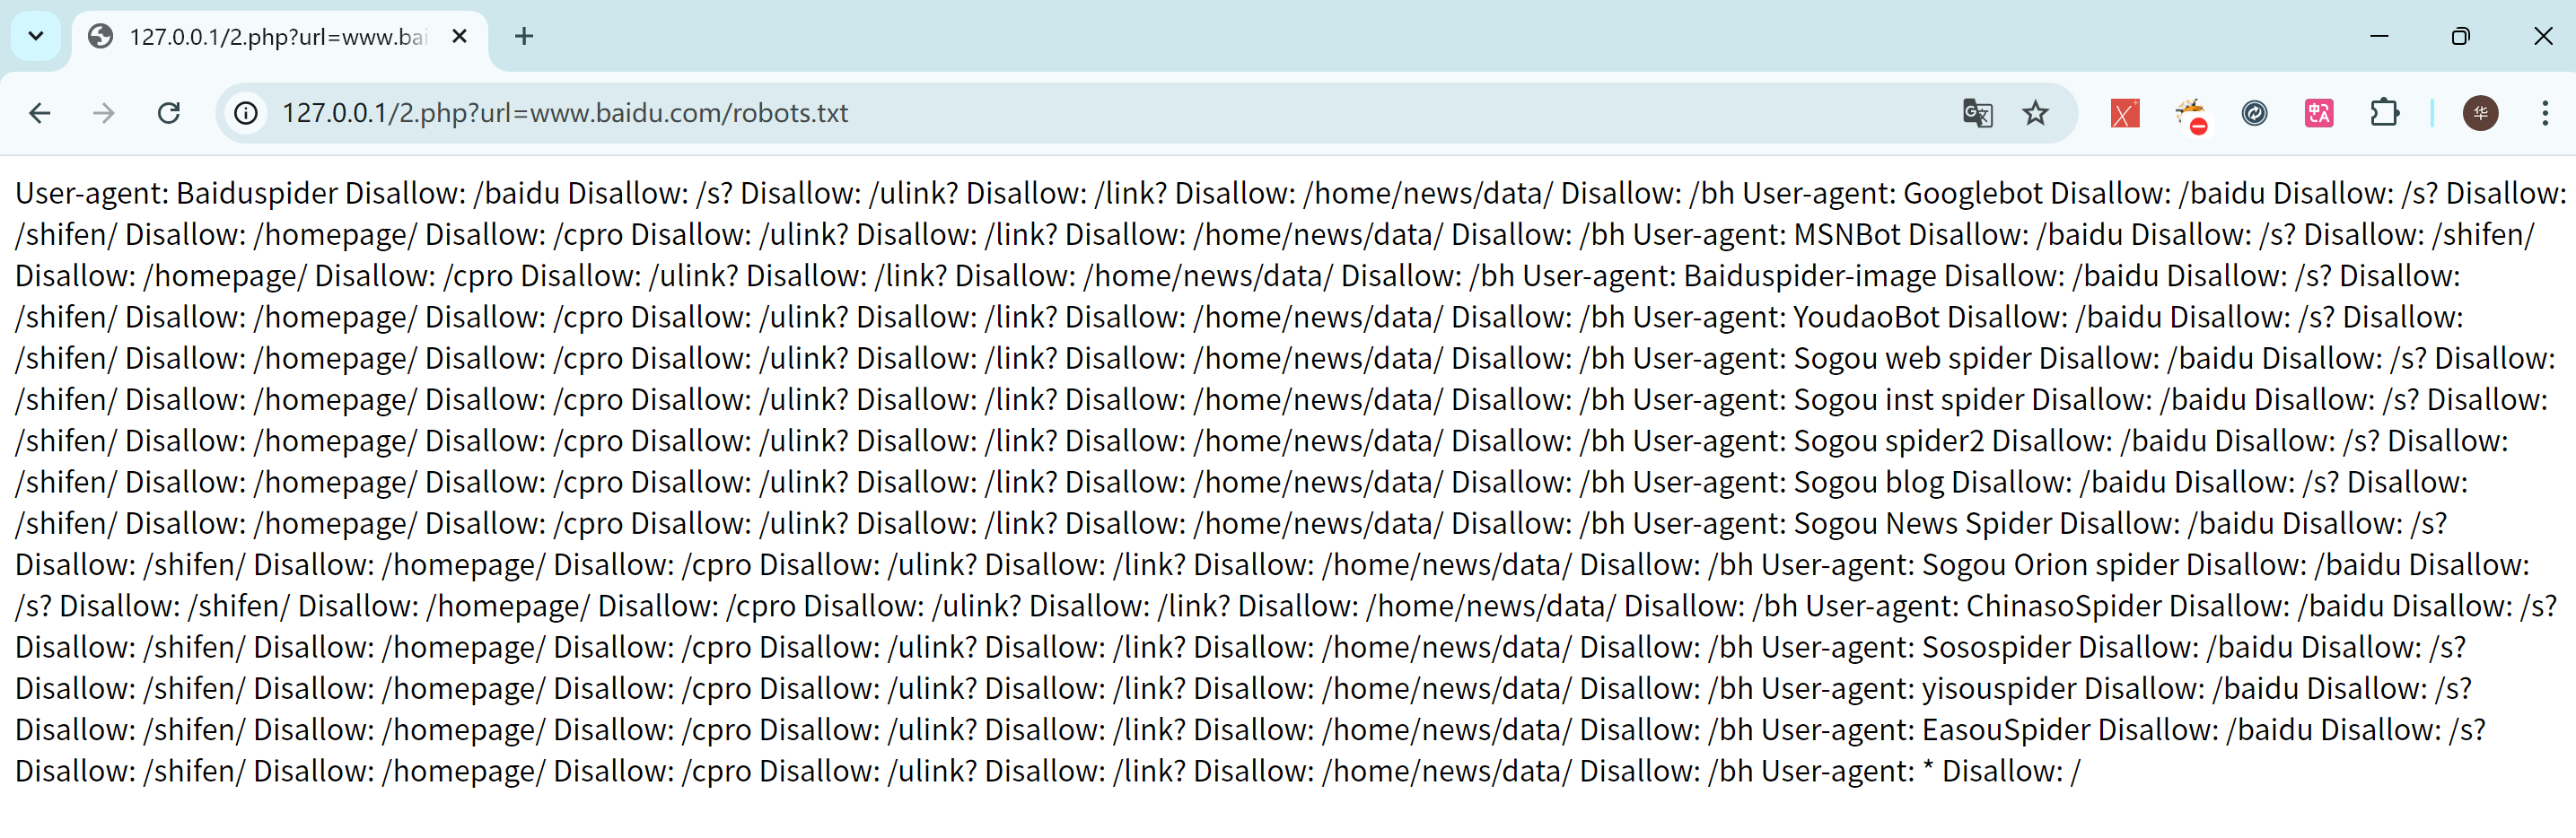 127.0.0.1/2.php?url=www.bai
127.0.0.1/2.php?url=www.baidu.com/robots.txt
华
User-agent: Baiduspider Disallow: /baidu Disallow: /s? Disallow: /ulink? Disallow: /link? Disallow: /home/news/data/ Disallow: /bh User-agent: Googlebot Disallow: /baidu Disallow: /s? Disallow:
/shifen/ Disallow: /homepage/ Disallow: /cpro Disallow: /ulink? Disallow: /link? Disallow: /home/news/data/ Disallow: /bh User-agent: MSNBot Disallow: /baidu Disallow: /s? Disallow: /shifen/
Disallow: /homepage/ Disallow: /cpro Disallow: /ulink? Disallow: /link? Disallow: /home/news/data/ Disallow: /bh User-agent: Baiduspider-image Disallow: /baidu Disallow: /s? Disallow:
/shifen/ Disallow: /homepage/ Disallow: /cpro Disallow: /ulink? Disallow: /link? Disallow: /home/news/data/ Disallow: /bh User-agent: YoudaoBot Disallow: /baidu Disallow: /s? Disallow:
/shifen/ Disallow: /homepage/ Disallow: /cpro Disallow: /ulink? Disallow: /link? Disallow: /home/news/data/ Disallow: /bh User-agent: Sogou web spider Disallow: /baidu Disallow: /s? Disallow:
/shifen/ Disallow: /homepage/ Disallow: /cpro Disallow: /ulink? Disallow: /link? Disallow: /home/news/data/ Disallow: /bh User-agent: Sogou inst spider Disallow: /baidu Disallow: /s? Disallow:
/shifen/ Disallow: /homepage/ Disallow: /cpro Disallow: /ulink? Disallow: /link? Disallow: /home/news/data/ Disallow: /bh User-agent: Sogou spider2 Disallow: /baidu Disallow: /s? Disallow:
/shifen/ Disallow: /homepage/ Disallow: /cpro Disallow: /ulink? Disallow: /link? Disallow: /home/news/data/ Disallow: /bh User-agent: Sogou blog Disallow: /baidu Disallow: /s? Disallow:
/shifen/ Disallow: /homepage/ Disallow: /cpro Disallow: /ulink? Disallow: /link? Disallow: /home/news/data/ Disallow: /bh User-agent: Sogou News Spider Disallow: /baidu Disallow: /s?
Disallow: /shifen/ Disallow: /homepage/ Disallow: /cpro Disallow: /ulink? Disallow: /link? Disallow: /home/news/data/ Disallow: /bh User-agent: Sogou Orion spider Disallow: /baidu Disallow:
/s? Disallow: /shifen/ Disallow: /homepage/ Disallow: /cpro Disallow: /ulink? Disallow: /link? Disallow: /home/news/data/ Disallow: /bh User-agent: ChinasoSpider Disallow: /baidu Disallow: /s?
Disallow: /shifen/ Disallow: /homepage/ Disallow: /cpro Disallow: /ulink? Disallow: /link? Disallow: /home/news/data/ Disallow: /bh User-agent: Sosospider Disallow: /baidu Disallow: /s?
Disallow: /shifen/ Disallow: /homepage/ Disallow: /cpro Disallow: /ulink? Disallow: /link? Disallow: /home/news/data/ Disallow: /bh User-agent: yisouspider Disallow: /baidu Disallow: /s?
Disallow: /shifen/ Disallow: /homepage/ Disallow: /cpro Disallow: /ulink? Disallow: /link? Disallow: /home/news/data/ Disallow: /bh User-agent: EasouSpider Disallow: /baidu Disallow: /s?
Disallow: /shifen/ Disallow: /homepage/ Disallow: /cpro Disallow: /ulink? Disallow: /link? Disallow: /home/news/data/ Disallow: /bh User-agent: * Disallow: /